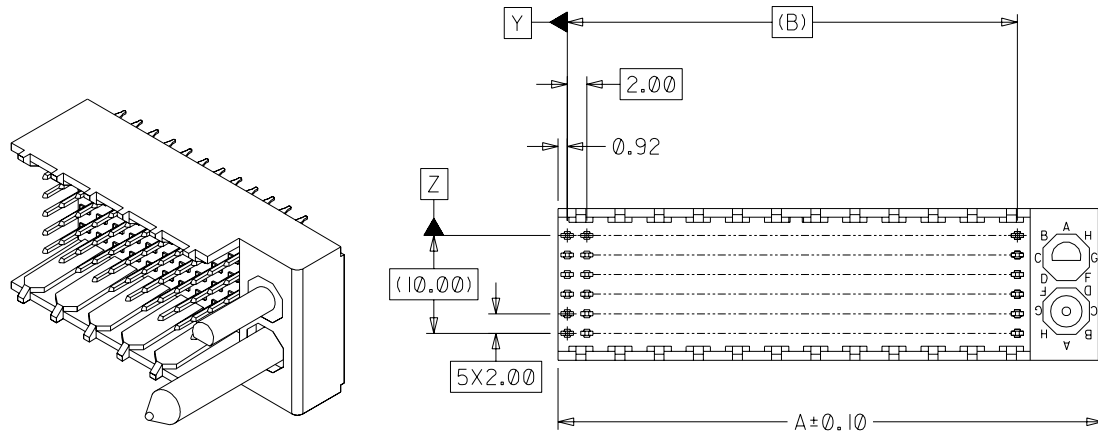 Y
(B)
2.00
0.92
Z
A
B H
C G
D F
(10.00)
F D
G C
H B
A
5X2.00
A±0.10